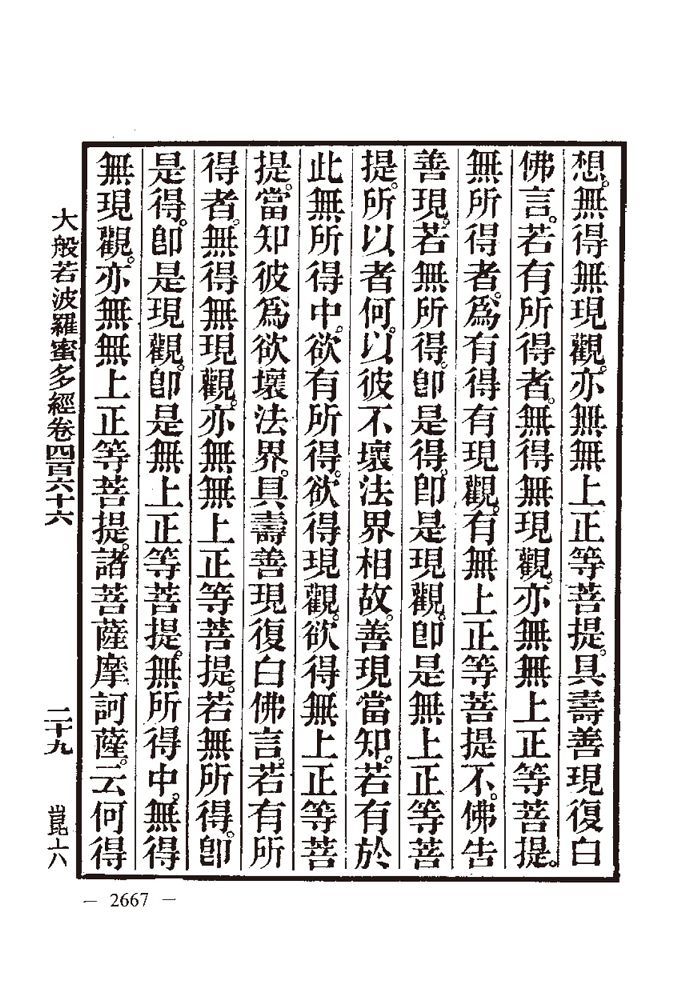 想。無得無現觀。亦無無上正等菩提。具壽善現復白
佛言。若有所得者。無得無現觀。亦無無上正等菩提。
無所得者。爲有得有現觀。有無上正等菩提不。佛告
善現。若無所得。卽是得。卽是現觀。卽是無上正等菩
提。所以者何。以彼不壞法界相故。善現當知。若有於
此無所得中。欲有所得。欲得現觀。欲得無上正等菩
提。當知彼爲欲壞法界。具壽善現復白佛言。若有所
得者。無得無現觀。亦無無上正等菩提。若無所得。卽
是得。卽是現觀。卽是無上正等菩提。無所得中。無得
無現觀。亦無無上正等菩提。諸菩薩摩訶薩。云何得
大般若波羅蜜多經卷四百六十六 二十九 崑六
— 2667 —